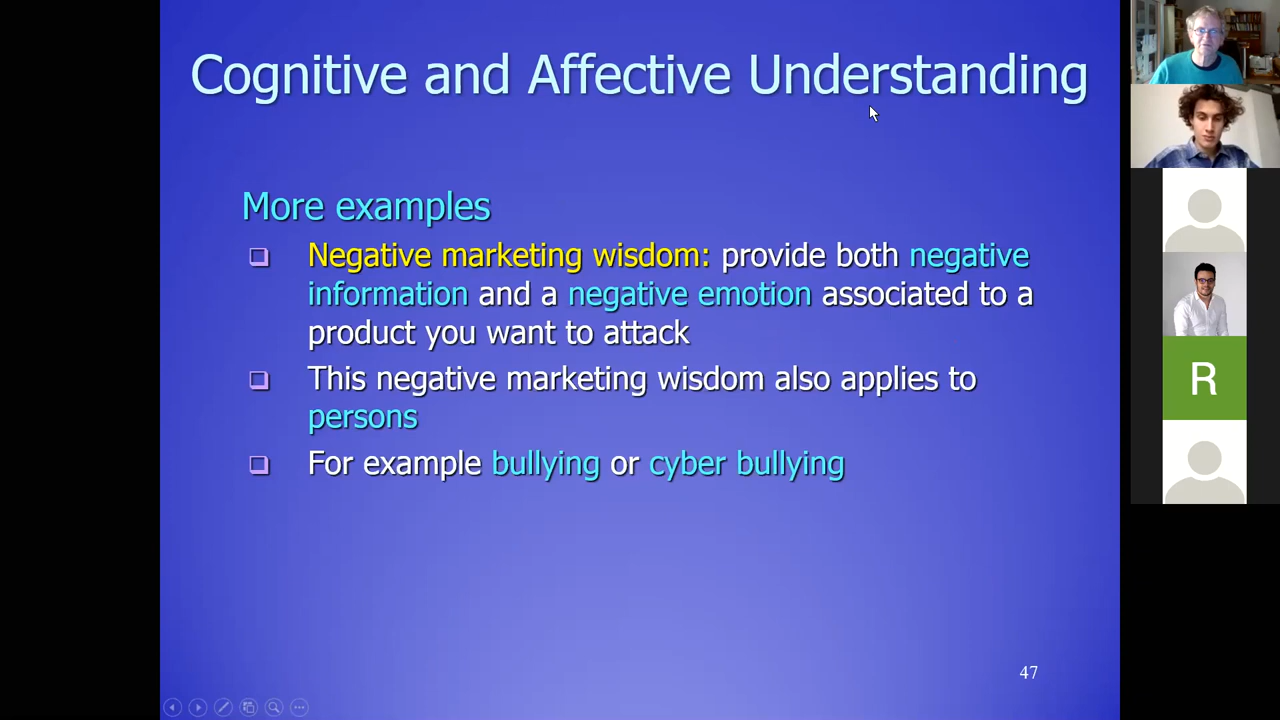 Cognitive and Affective Understanding
More examples
Negative marketing wisdom: provide both negative
information and a negative emotion associated to a
product you want to attack
This negative marketing wisdom also applies to
persons
For example bullying or cyber bullying
47
R